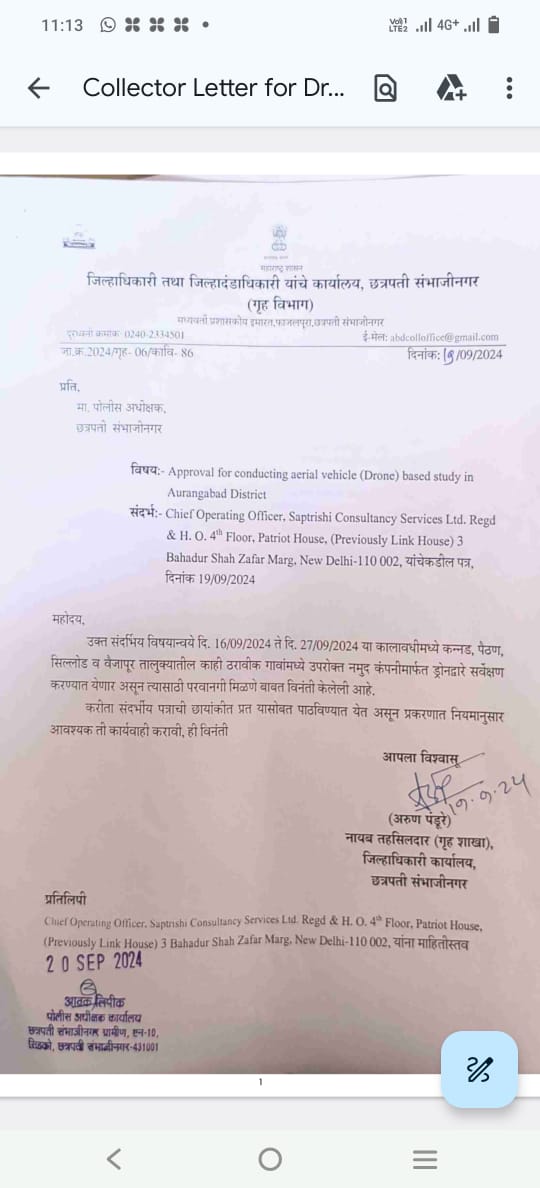 11:13
Vo))1 LTE2 4G+
Collector Letter for Dr...
महाराष्ट्र शासन
जिल्हाधिकारी तथा जिल्हादंडाधिकारी यांचे कार्यालय, छत्रपती संभाजीनगर
(गृह विभाग)
मध्यवर्ती प्रशासकीय इमारत,फाजलपूरा,छत्रपती संभाजीनगर
दुरध्वनी क्रमांक- 0240-2334501 ई-मेल: abdcolloffice@gmail.com
जा.क्र.2024/गृह- 06/कावि- 86 दिनांक: 19/09/2024
प्रति,
मा. पोलीस अधीक्षक,
छत्रपती संभाजीनगर
विषय:- Approval for conducting aerial vehicle (Drone) based study in
Aurangabad District
संदर्भ:- Chief Operating Officer, Saptrishi Consultancy Services Ltd. Regd
& H. O. 4th Floor, Patriot House, (Previously Link House) 3
Bahadur Shah Zafar Marg, New Delhi-110 002, यांचेकडील पत्र,
दिनांक 19/09/2024
महोदय,
उक्त संदर्भिय विषयान्वये दि. 16/09/2024 ते दि. 27/09/2024 या कालावधीमध्ये कन्नड, पैठण,
सिल्लोड व वैजापूर तालुक्यातील काही ठरावीक गावांमध्ये उपरोक्त नमुद कंपनीमार्फत ड्रोनद्वारे सर्वेक्षण
करण्यात येणार असून त्यासाठी परवानगी मिळणे बाबत विनंती केलेली आहे.
करीता संदर्भीय पत्राची छायांकीत प्रत यासोबत पाठविण्यात येत असून प्रकरणात नियमानुसार
आवश्यक ती कार्यवाही करावी, ही विनंती
आपला विश्वासू
19.9.24
(अरुण पंडूरे)
नायब तहसिलदार (गृह शाखा),
जिल्हाधिकारी कार्यालय,
छत्रपती संभाजीनगर
प्रतिलिपी
Chief Operating Officer, Saptrishi Consultancy Services Ltd. Regd & H. O. 4th Floor, Patriot House,
(Previously Link House) 3 Bahadur Shah Zafar Marg, New Delhi-110 002, यांना माहितीस्तव
20 SEP 2024
आवक लिपीक
पोलीस अधीक्षक कार्यालय
छत्रपती संभाजीनगर ग्रामीण, एन-10,
सिडको, छत्रपती संभाजीनगर-431001
1